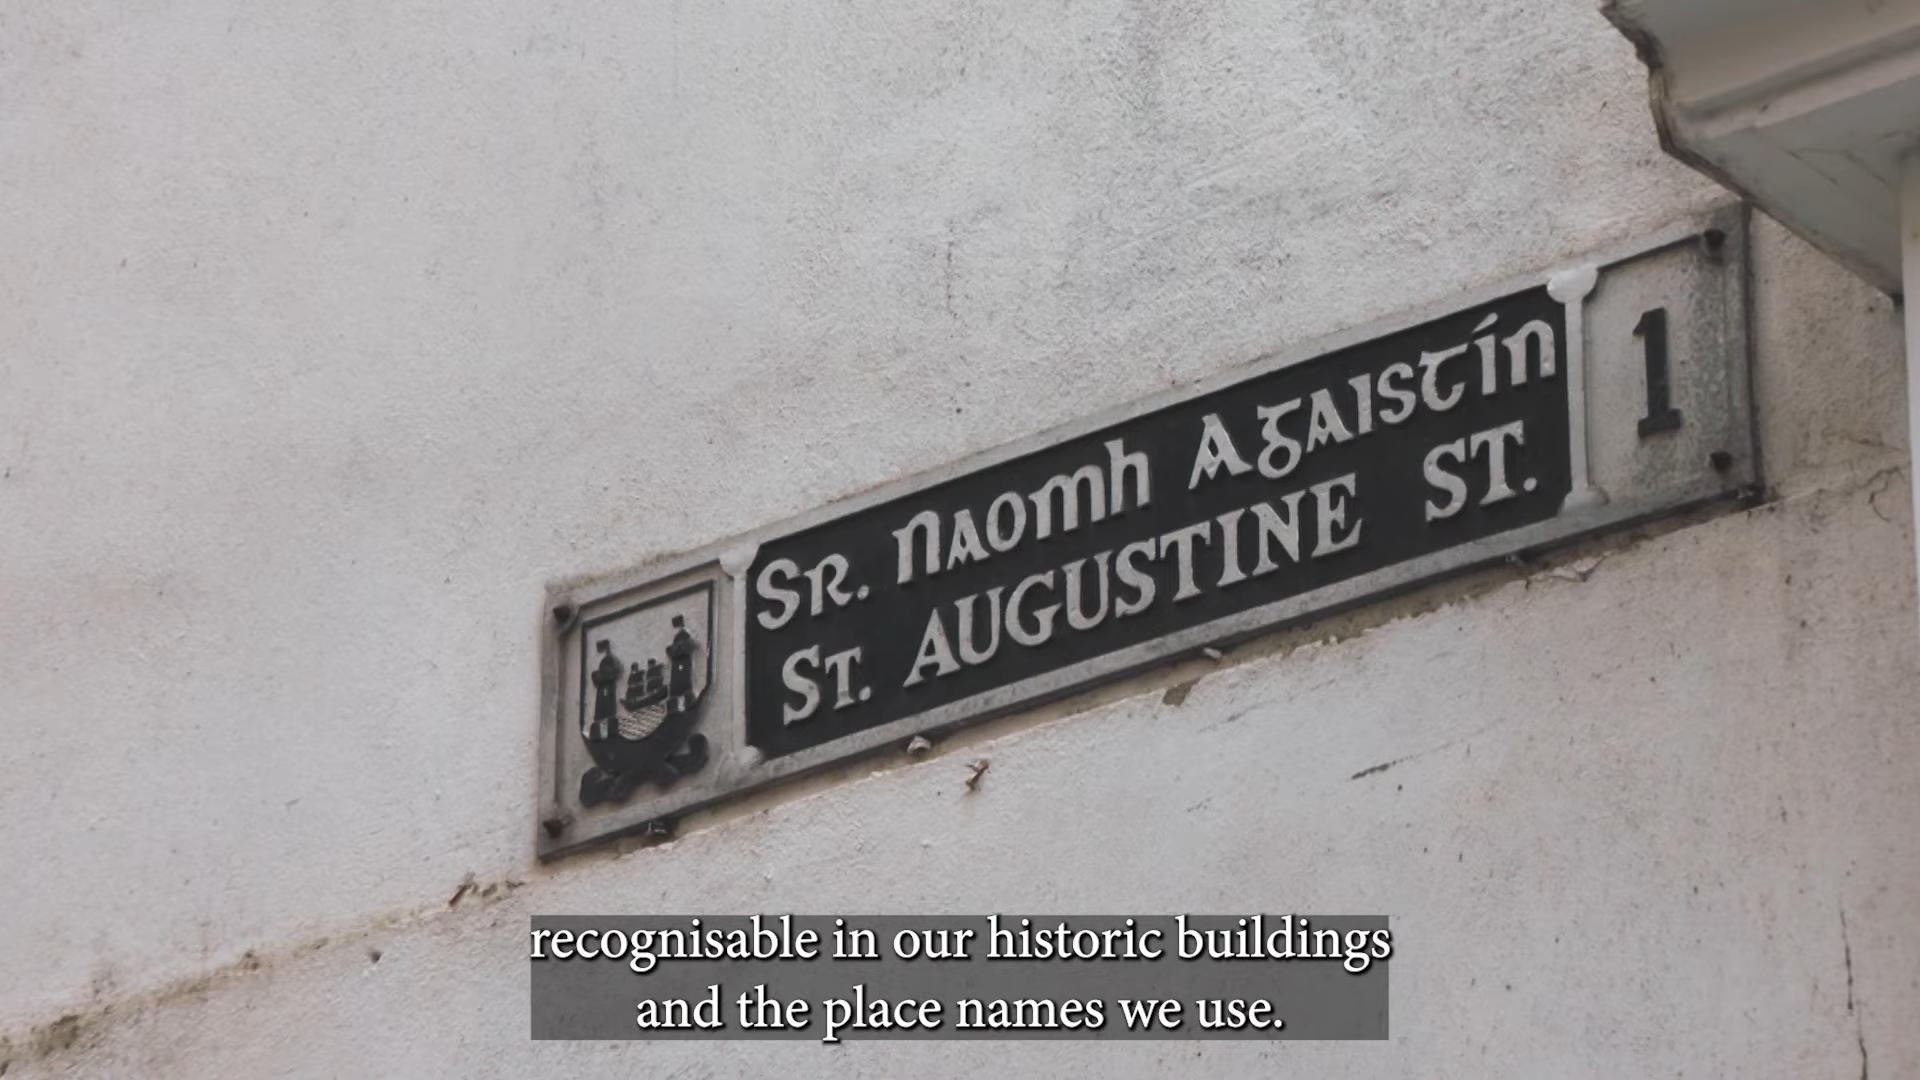 Sr. Naomh Agaistín
St. AUGUSTINE ST.
1
recognisable in our historic buildings
and the place names we use.